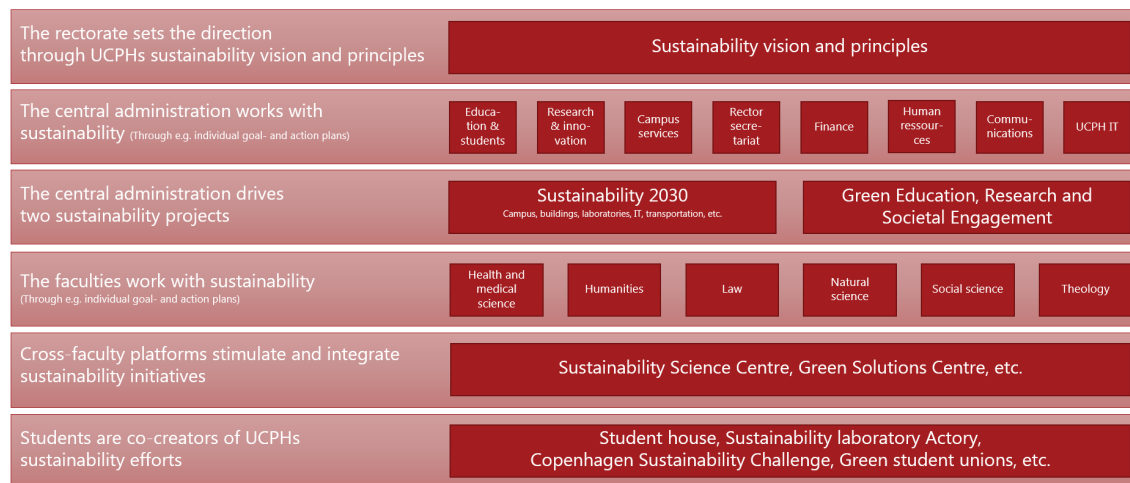 The rectorate sets the direction
through UCPHs sustainability vision and principles
Sustainability vision and principles
The central administration works with
sustainability (Through e.g. individual goal- and action plans)
Educa-
tion &
students
Research
& inno-
vation
Campus
services
Rector
secre-
tariat
Finance
Human
ressour-
ces
Commu-
nications
UCPH IT
The central administration drives
two sustainability projects
Sustainability 2030
Campus, buildings, laboratories, IT, transportation, etc.
Green Education, Research and
Societal Engagement
The faculties work with sustainability
(Through e.g. individual goal- and action plans)
Health and
medical
science
Humanities
Law
Natural
science
Social science
Theology
Cross-faculty platforms stimulate and integrate
sustainability initiatives
Sustainability Science Centre, Green Solutions Centre, etc.
Students are co-creators of UCPHs
sustainability efforts
Student house, Sustainability laboratory Actory,
Copenhagen Sustainability Challenge, Green student unions, etc.